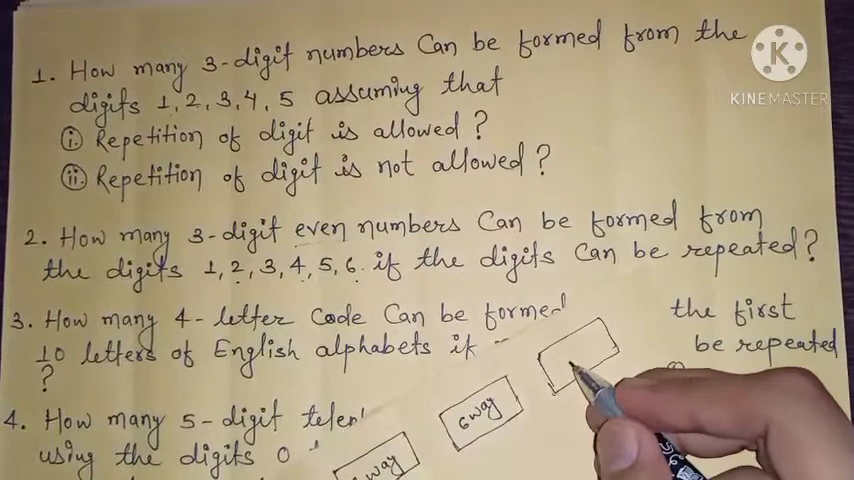 1. How many 3-digit numbers can be formed from the
digits 1, 2, 3, 4, 5 assuming that
(i) Repetition of digit is allowed?
(ii) Repetition of digit is not allowed?
2. How many 3-digit even numbers can be formed from
the digits 1, 2, 3, 4, 5, 6 if the digits can be repeated?
3. How many 4-letter code can be formed the first
10 letters of English alphabets if be repeated
?
4. How many 5-digit
using the digits 0
6 way
way
KINEMASTER